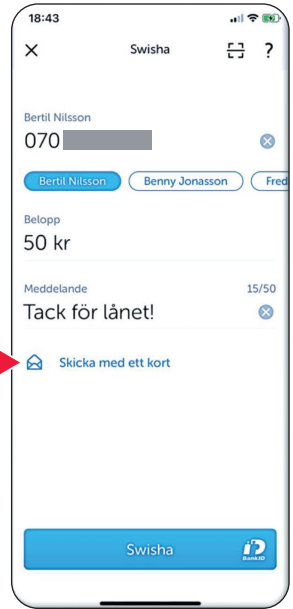 18:43
Swisha ?
Bertil Nilsson
070
Bertil Nilsson Benny Jonasson Fred
Belopp
50 kr
Meddelande 15/50
Tack för lånet!
Skicka med ett kort
Swisha BankID